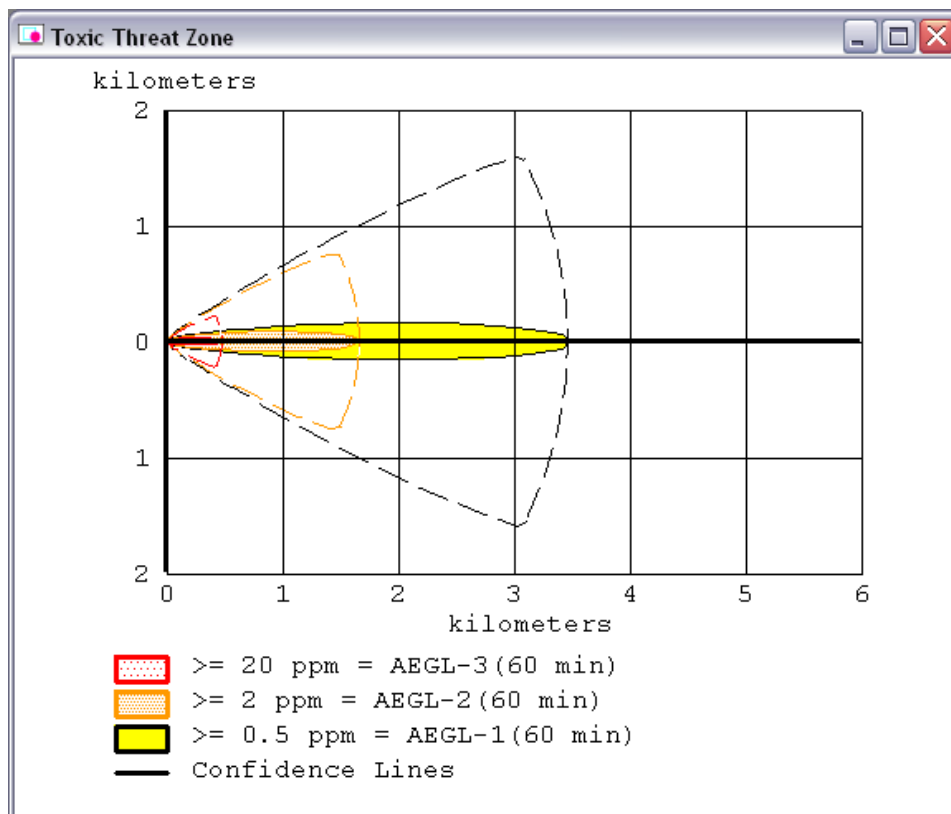 Toxic Threat Zone
kilometers
2
1
0
1
2
0 1 2 3 4 5 6
kilometers
>= 20 ppm = AEGL-3(60 min)
>= 2 ppm = AEGL-2(60 min)
>= 0.5 ppm = AEGL-1(60 min)
Confidence Lines